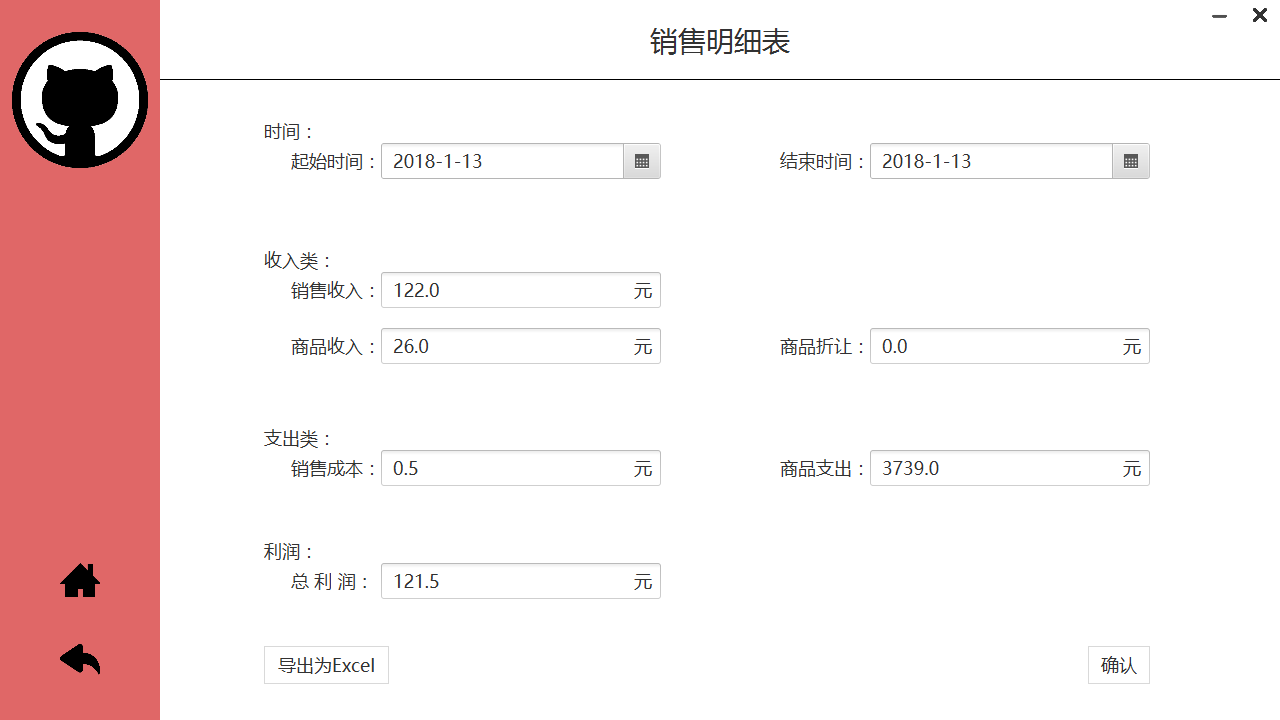 销售明细表
时间：
起始时间：2018-1-13 结束时间：2018-1-13
收入类：
销售收入：122.0 元
商品收入：26.0 元 商品折让：0.0 元
支出类：
销售成本：0.5 元 商品支出：3739.0 元
利润：
总 利 润： 121.5 元
导出为Excel 确认